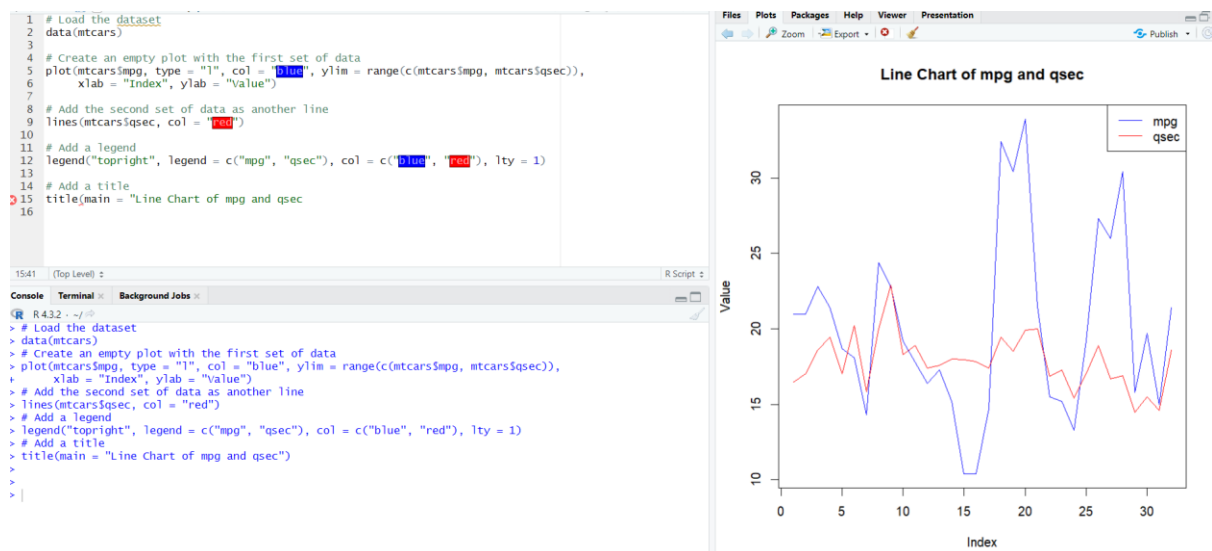 1 # Load the dataset
2 data(mtcars)
3
4 # Create an empty plot with the first set of data
5 plot(mtcars$mpg, type = "l", col = "blue", ylim = range(c(mtcars$mpg, mtcars$qsec)),
6 xlab = "Index", ylab = "Value")
7
8 # Add the second set of data as another line
9 lines(mtcars$qsec, col = "red")
10
11 # Add a legend
12 legend("topright", legend = c("mpg", "qsec"), col = c("blue", "red"), lty = 1)
13
14 # Add a title
15 title(main = "Line Chart of mpg and qsec
16
15:41 (Top Level) R Script
Console Terminal Background Jobs
R 4.3.2 · ~/
> # Load the dataset
> data(mtcars)
> # Create an empty plot with the first set of data
> plot(mtcars$mpg, type = "l", col = "blue", ylim = range(c(mtcars$mpg, mtcars$qsec)),
+ xlab = "Index", ylab = "Value")
> # Add the second set of data as another line
> lines(mtcars$qsec, col = "red")
> # Add a legend
> legend("topright", legend = c("mpg", "qsec"), col = c("blue", "red"), lty = 1)
> # Add a title
> title(main = "Line Chart of mpg and qsec")
>
>
>
Files Plots Packages Help Viewer Presentation
Zoom Export Publish
Line Chart of mpg and qsec
mpg
qsec
Value
30
25
20
15
10
0 5 10 15 20 25 30
Index